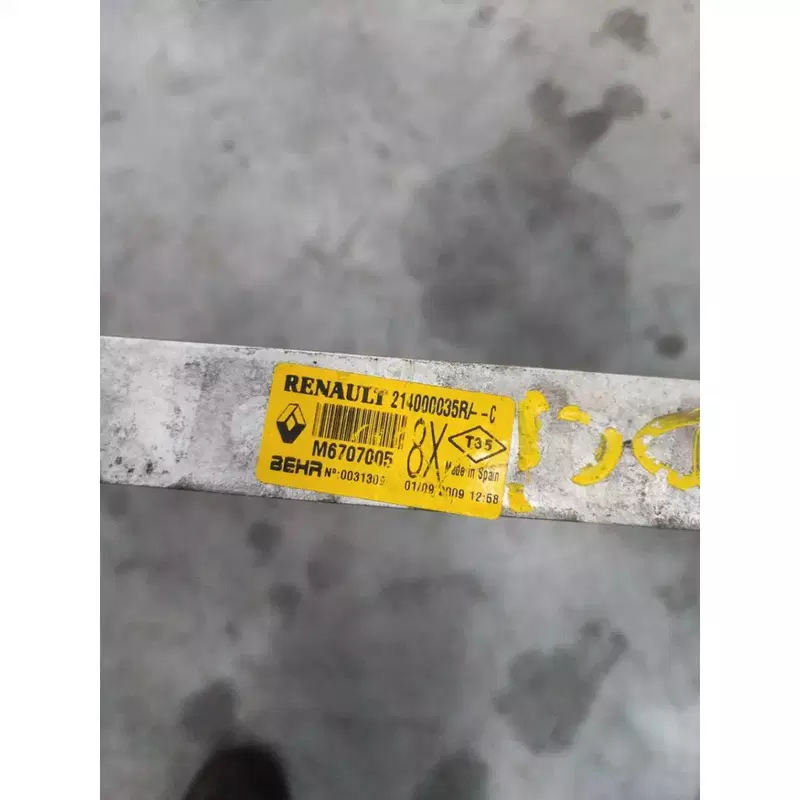 RENAULT 214000035R/--C
M6707005 8X T35
Made in Spain
BEHR Nº:0031309 01/09/2009 12:58